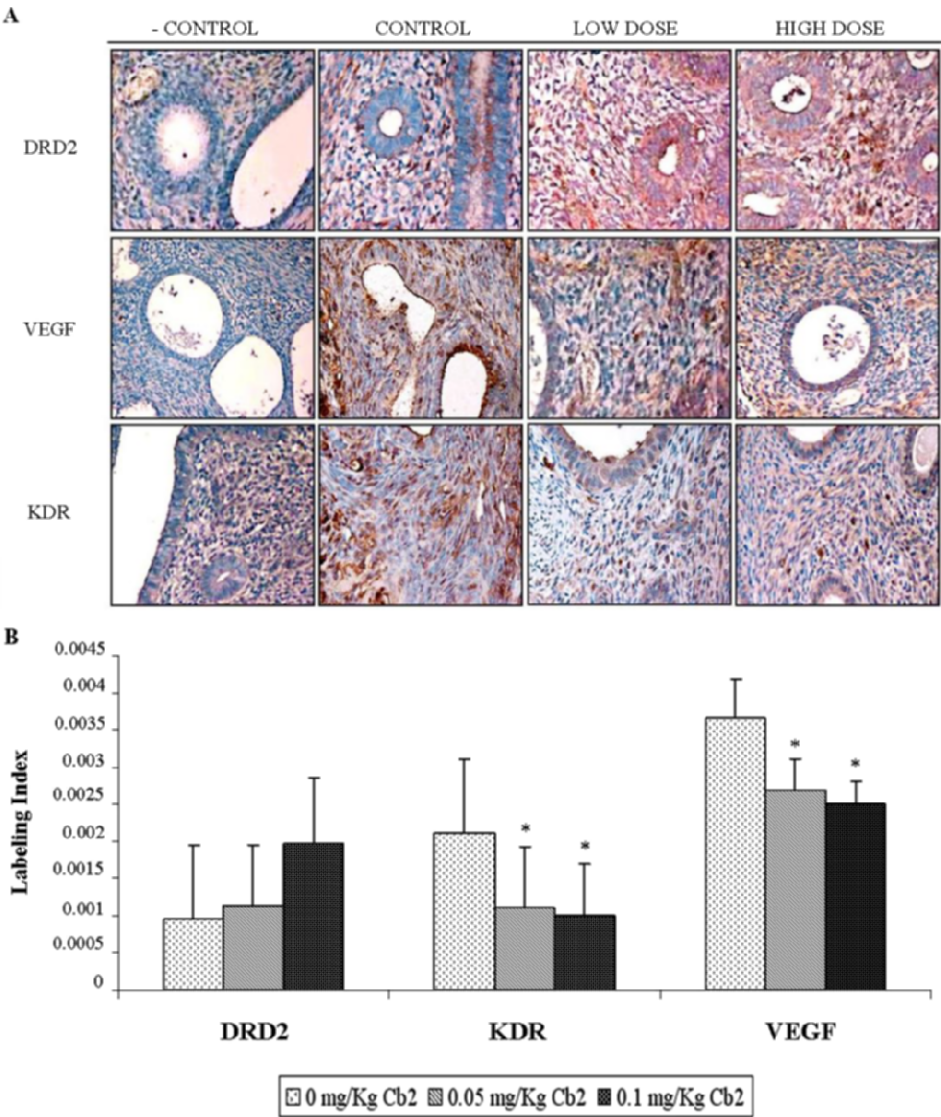 A
- CONTROL CONTROL LOW DOSE HIGH DOSE
DRD2
VEGF
KDR
B
Labeling Index
0.0045
0.004
0.0035
0.003
0.0025
0.002
0.0015
0.001
0.0005
0
* *
* *
DRD2 KDR VEGF
0 mg/Kg Cb2 0.05 mg/Kg Cb2 0.1 mg/Kg Cb2